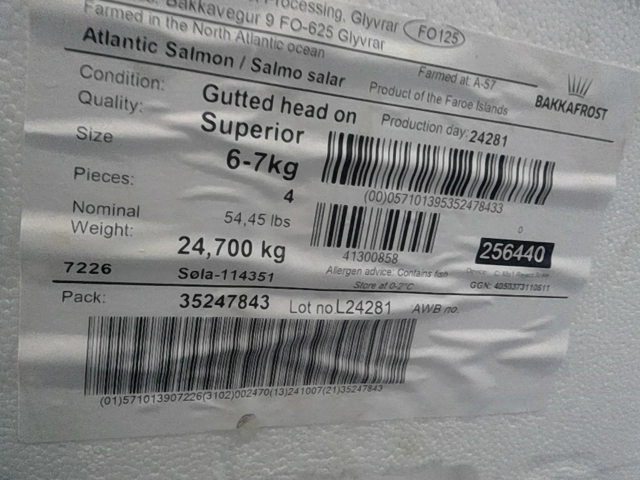 Processing, Glyvrar FO125
Bakkavegur 9 FO-625 Glyvrar
Farmed in the North Atlantic ocean
Atlantic Salmon / Salmo salar
Farmed at: A-57
Product of the Faroe Islands
BAKKAFROST
Condition: Gutted head on
Quality: Superior
Production day: 24281
Size 6-7kg
(00)057101395352478433
Pieces: 4
Nominal Weight: 54,45 lbs
24,700 kg
41300858
0
256440
Allergen advice: Contains fish
Store at 0-2°C
GGN: 4050373110611
7226 Søla-114351
Pack: 35247843 Lot no L24281 AWB no.
(01)571013907226(3102)002470(13)241007(21)35247843